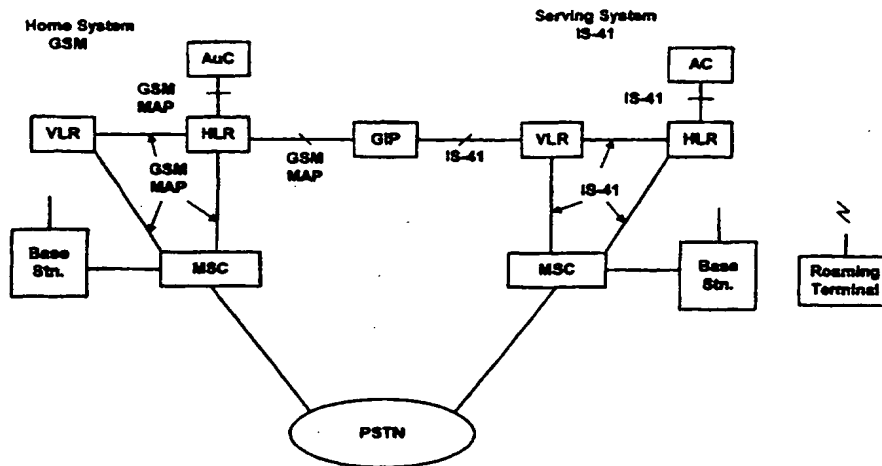 Home System
GSM
Serving System
IS-41
AuC
AC
GSM
MAP
IS-41
VLR
HLR
GIP
VLR
HLR
GSM
MAP
IS-41
GSM
MAP
IS-41
Base
Stn.
MSC
MSC
Base
Stn.
Roaming
Terminal
PSTN